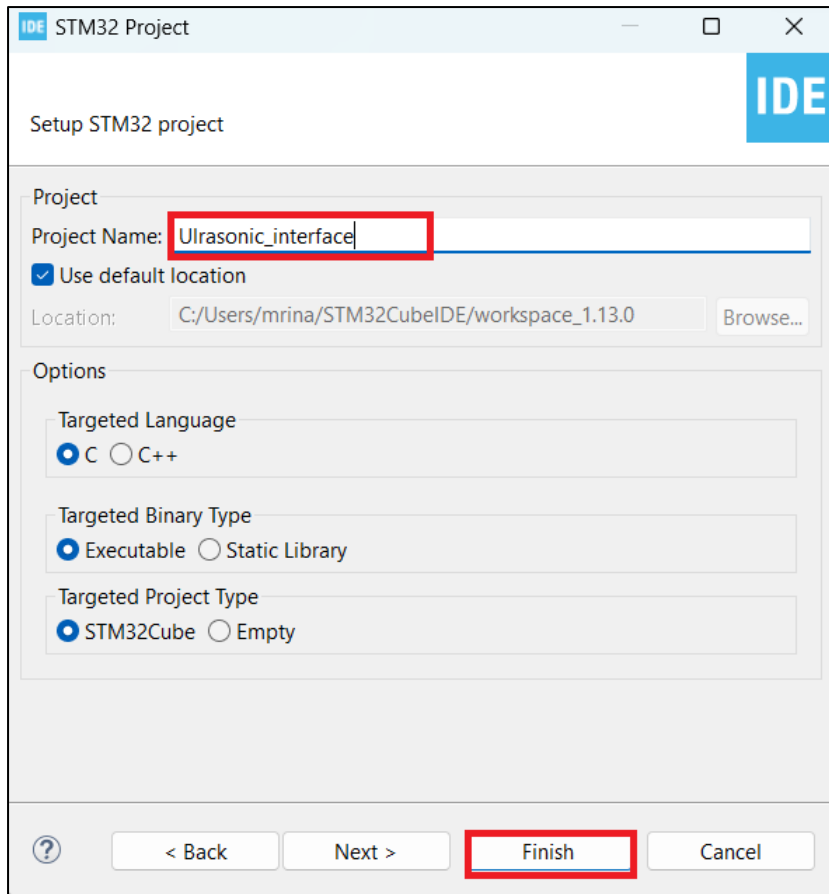 IDE STM32 Project
IDE
Setup STM32 project
Project
Project Name: Ulrasonic_interface
Use default location
Location: C:/Users/mrina/STM32CubeIDE/workspace_1.13.0 Browse...
Options
Targeted Language
C C++
Targeted Binary Type
Executable Static Library
Targeted Project Type
STM32Cube Empty
? < Back Next > Finish Cancel